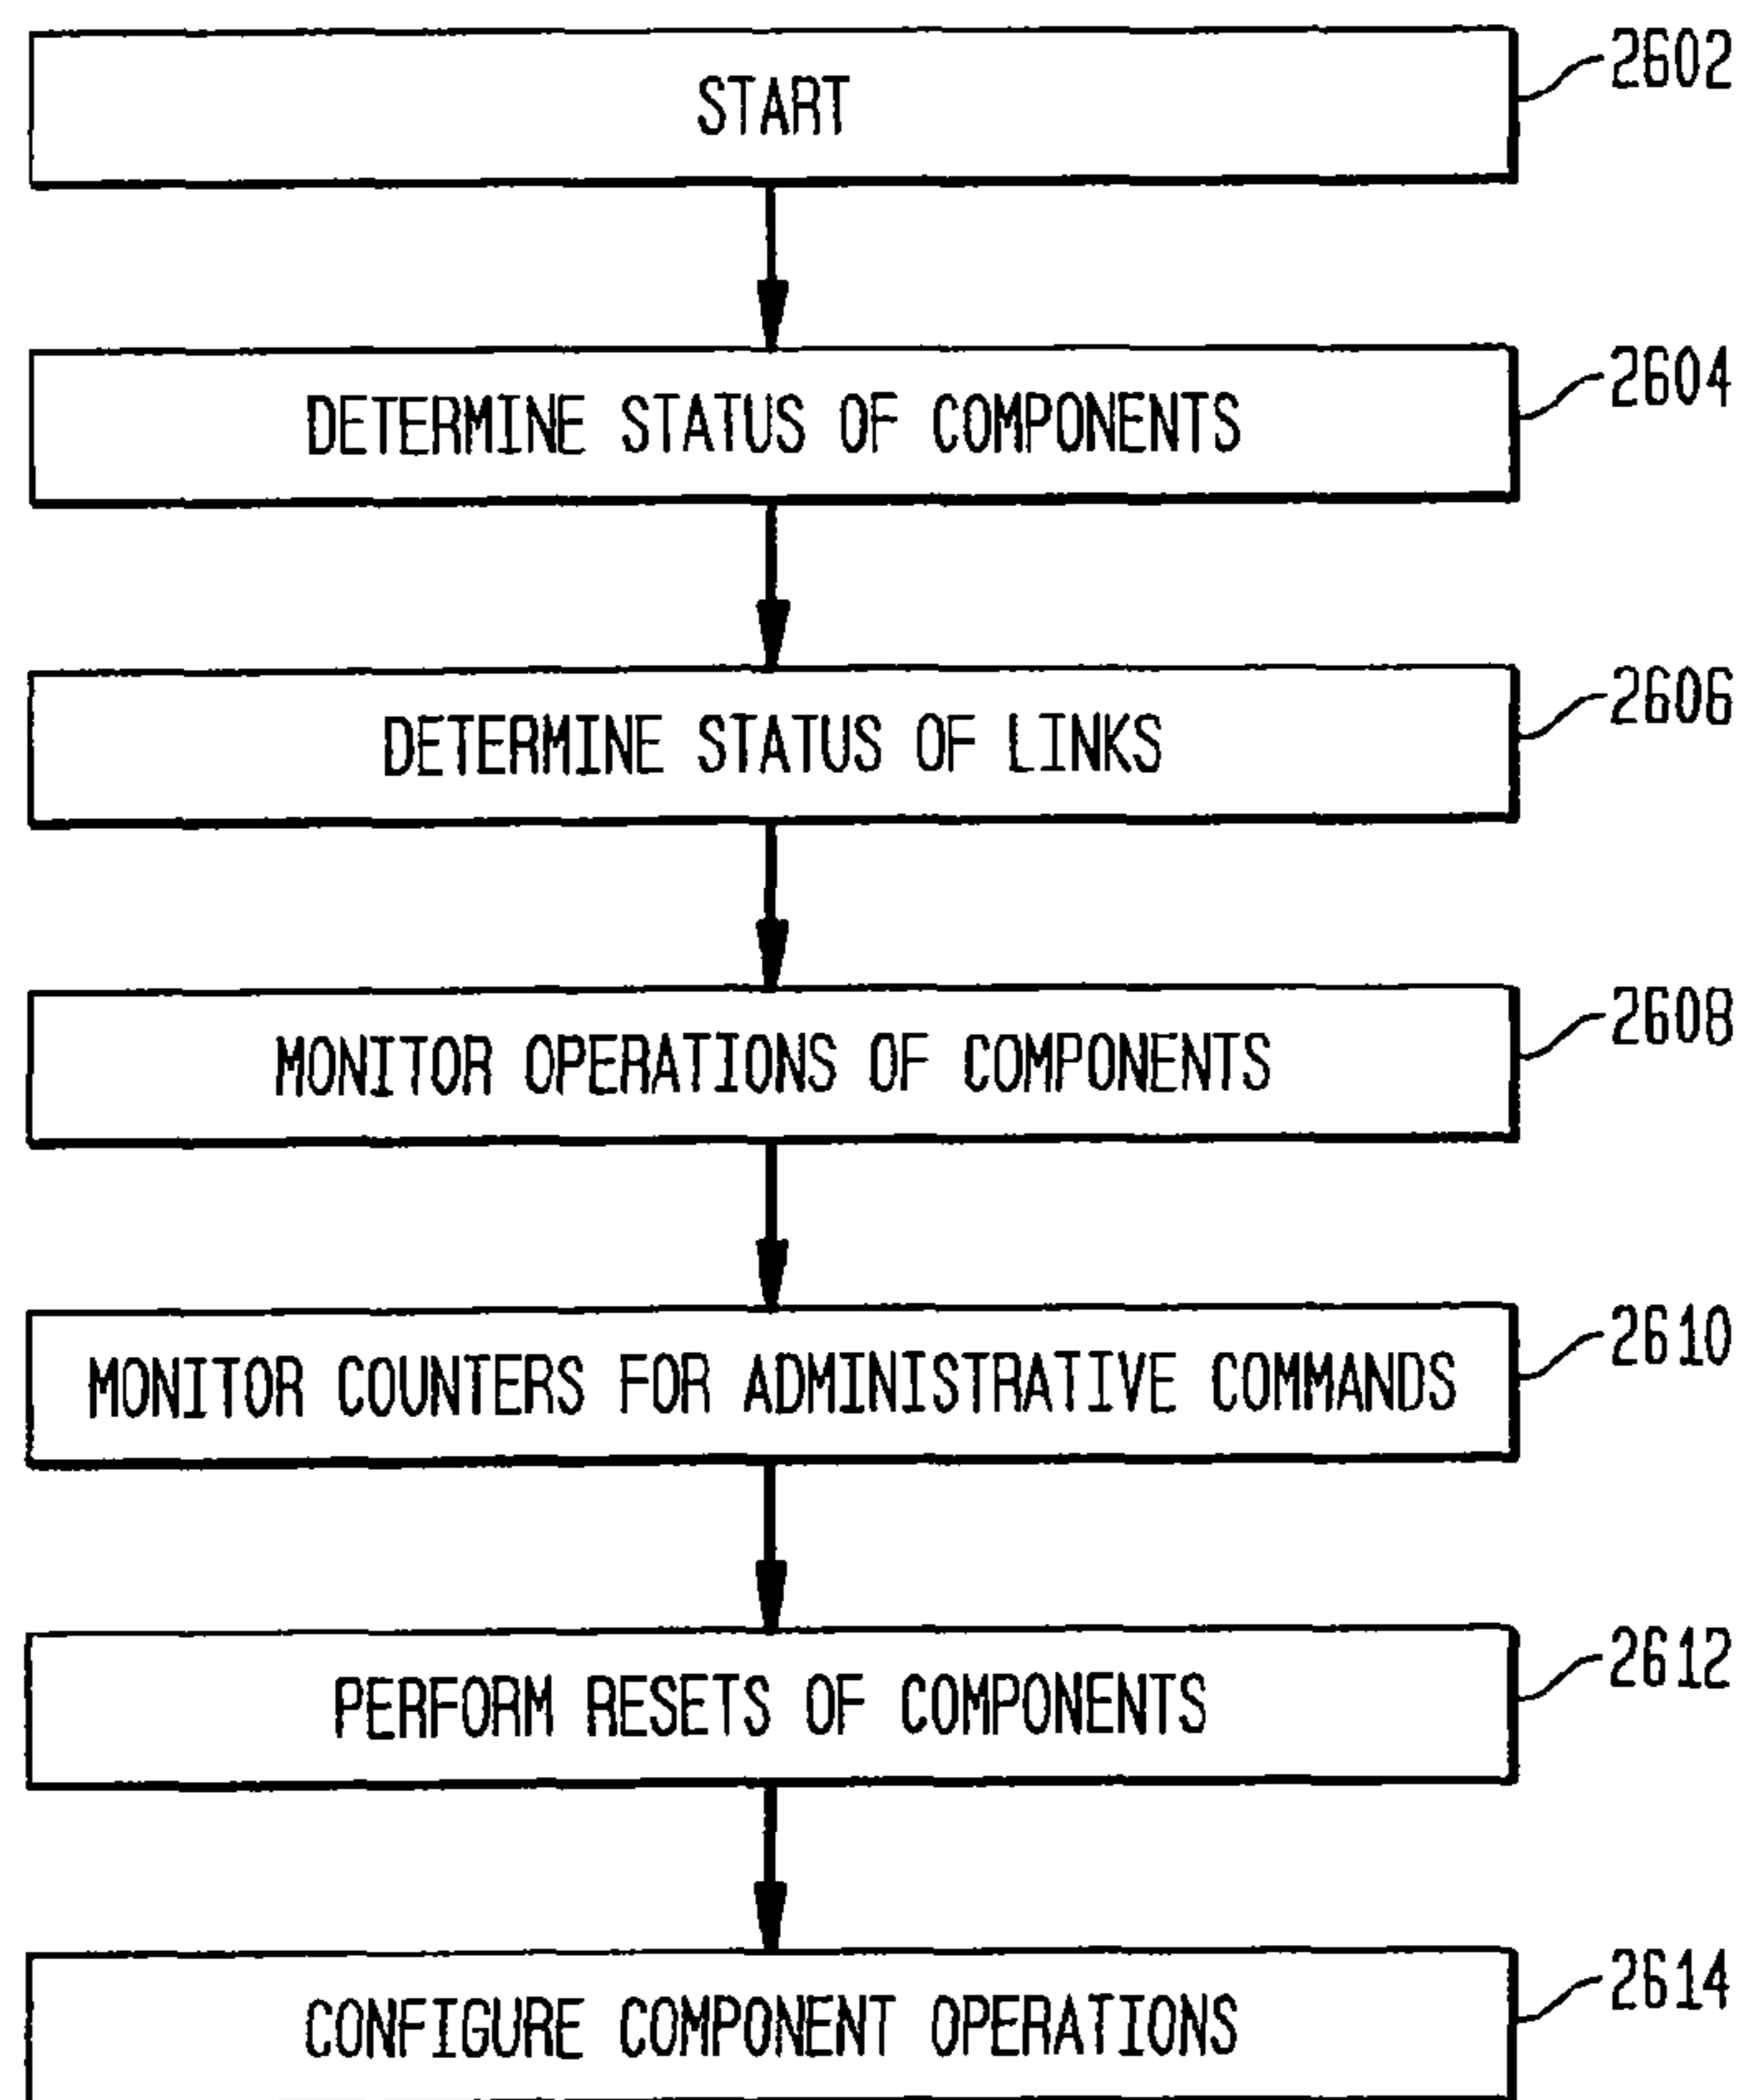 START
2602
DETERMINE STATUS OF COMPONENTS
2604
DETERMINE STATUS OF LINKS
2606
MONITOR OPERATIONS OF COMPONENTS
2608
MONITOR COUNTERS FOR ADMINISTRATIVE COMMANDS
2610
PERFORM RESETS OF COMPONENTS
2612
CONFIGURE COMPONENT OPERATIONS
2614